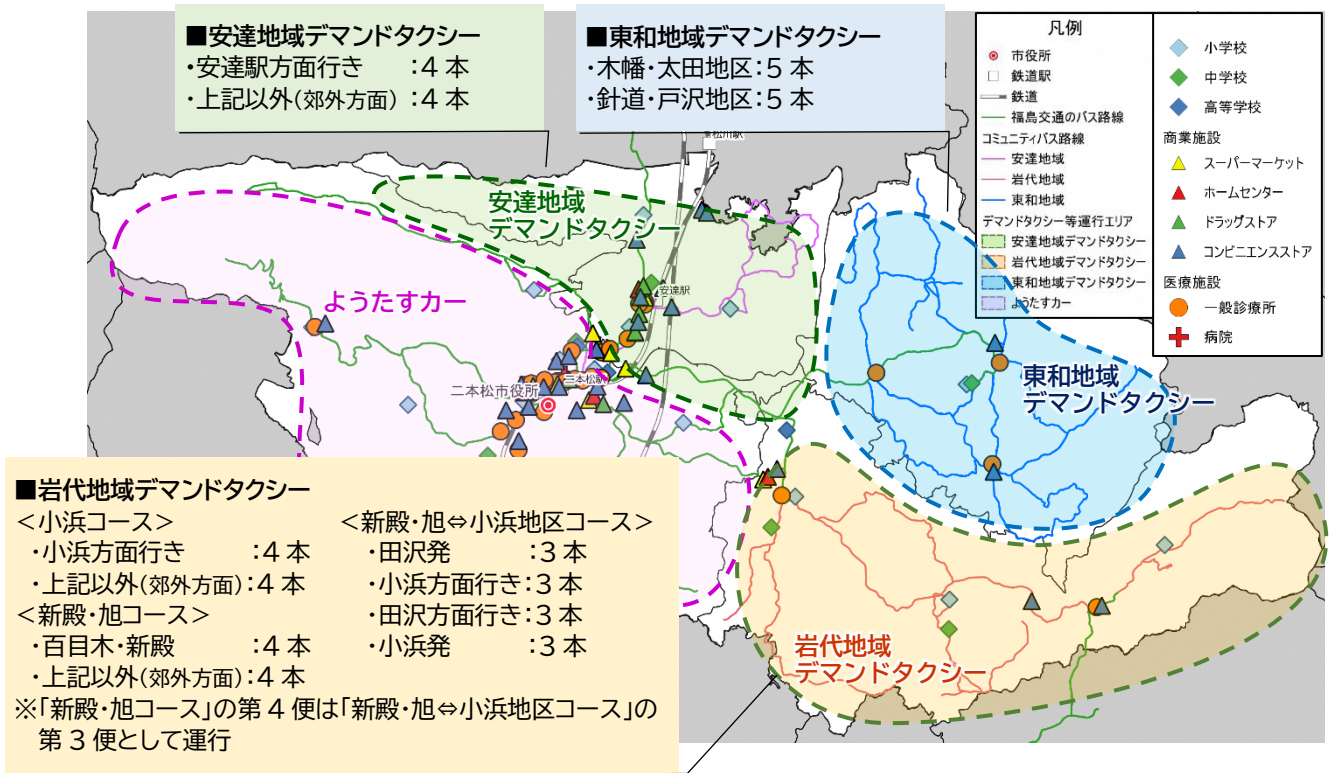 ■安達地域デマンドタクシー
・安達駅方面行き　　：4 本
・上記以外(郊外方面)：4 本
■東和地域デマンドタクシー
・木幡・太田地区：5 本
・針道・戸沢地区：5 本
凡例
市役所
鉄道駅
鉄道
福島交通のバス路線
コミュニティバス路線
安達地域
岩代地域
東和地域
デマンドタクシー等運行エリア
安達地域デマンドタクシー
岩代地域デマンドタクシー
東和地域デマンドタクシー
ようたすカー
小学校
中学校
高等学校
商業施設
スーパーマーケット
ホームセンター
ドラッグストア
コンビニエンスストア
医療施設
一般診療所
病院
松川駅
安達地域
デマンドタクシー
安達駅
ようたすカー
二本松市役所
二本松駅
東和地域
デマンドタクシー
岩代地域
デマンドタクシー
■岩代地域デマンドタクシー
＜小浜コース＞
・小浜方面行き　　　：4 本
・上記以外(郊外方面)：4 本
＜新殿・旭コース＞
・百目木・新殿　　　：4 本
・上記以外(郊外方面)：4 本
＜新殿・旭⇔小浜地区コース＞
・田沢発　　　：3 本
・小浜方面行き：3 本
・田沢方面行き：3 本
・小浜発　　　：3 本
※「新殿・旭コース」の第 4 便は「新殿・旭⇔小浜地区コース」の
第 3 便として運行